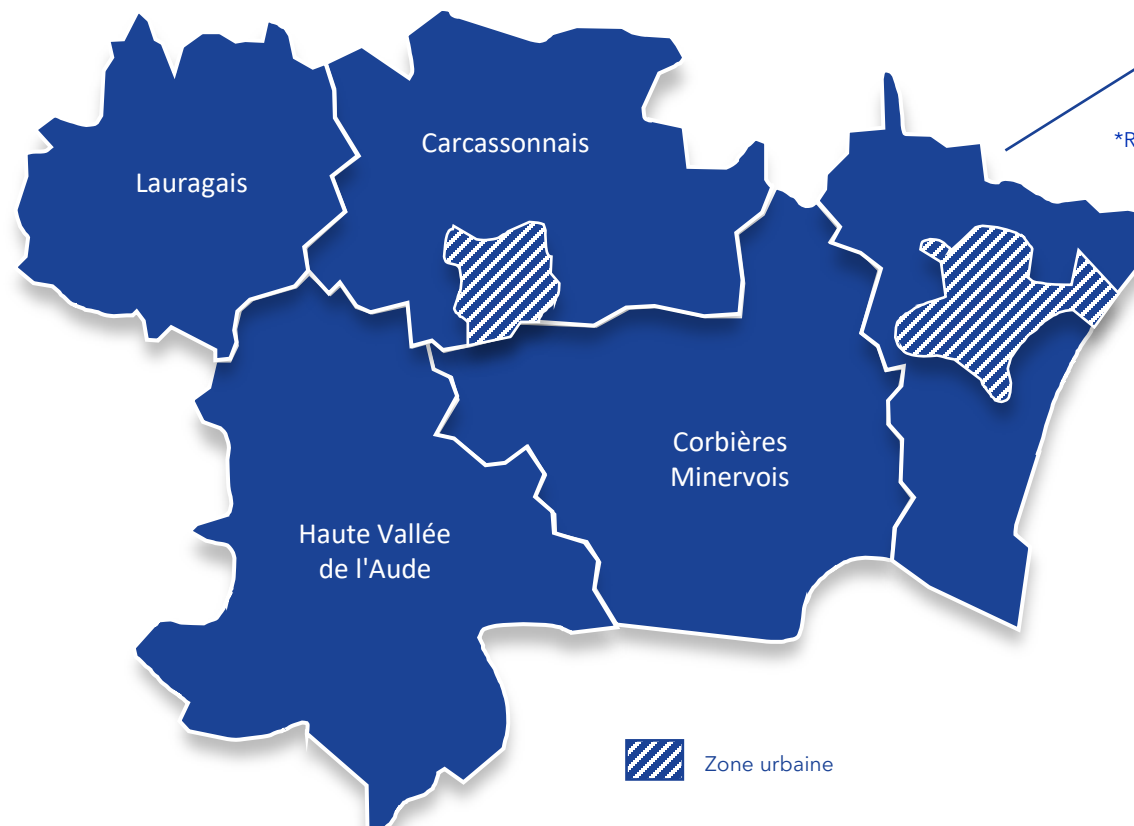 Carcassonnais
*R
Lauragais
Corbières
Minervois
Haute Vallée
de l'Aude
Zone urbaine